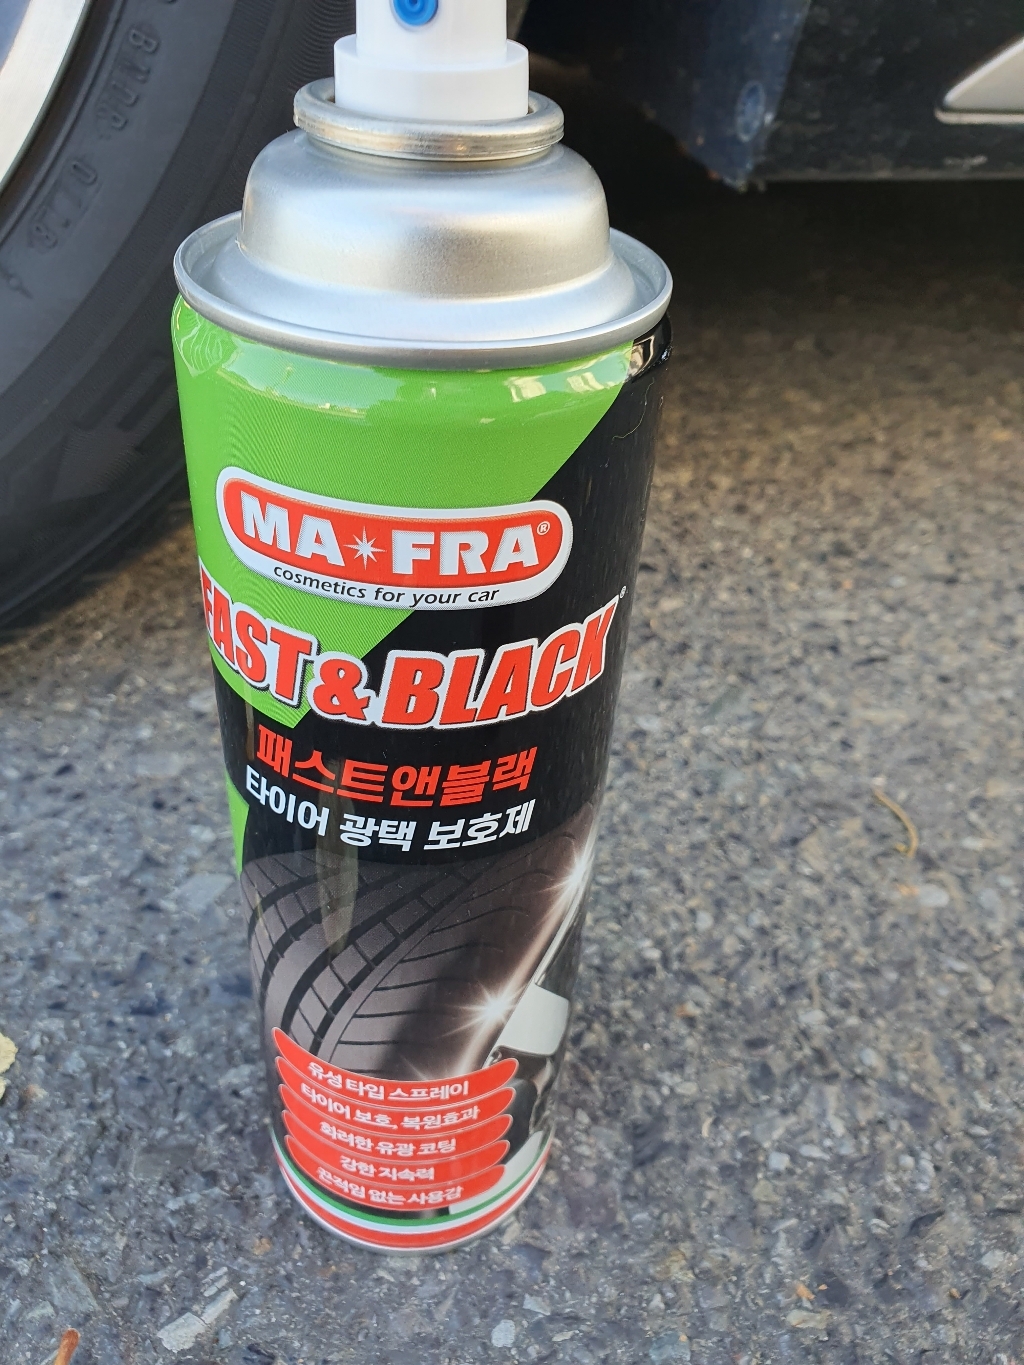 MA FRA®
cosmetics for your car
FAST & BLACK®
패스트앤블랙
타이어 광택 보호제
유성 타입 스프레이
타이어 보호, 복원효과
화려한 유광 코팅
강한 지속력
끈적임 없는 사용감